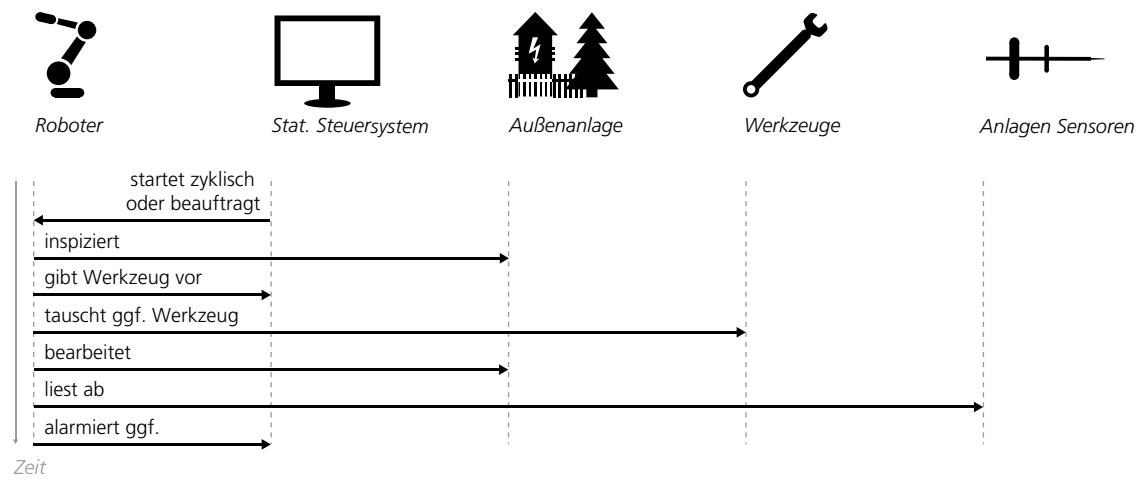 Roboter
Stat. Steuersystem
Außenanlage
Werkzeuge
Anlagen Sensoren
startet zyklisch
oder beauftragt
inspiziert
gibt Werkzeug vor
tauscht ggf. Werkzeug
bearbeitet
liest ab
alarmiert ggf.
Zeit